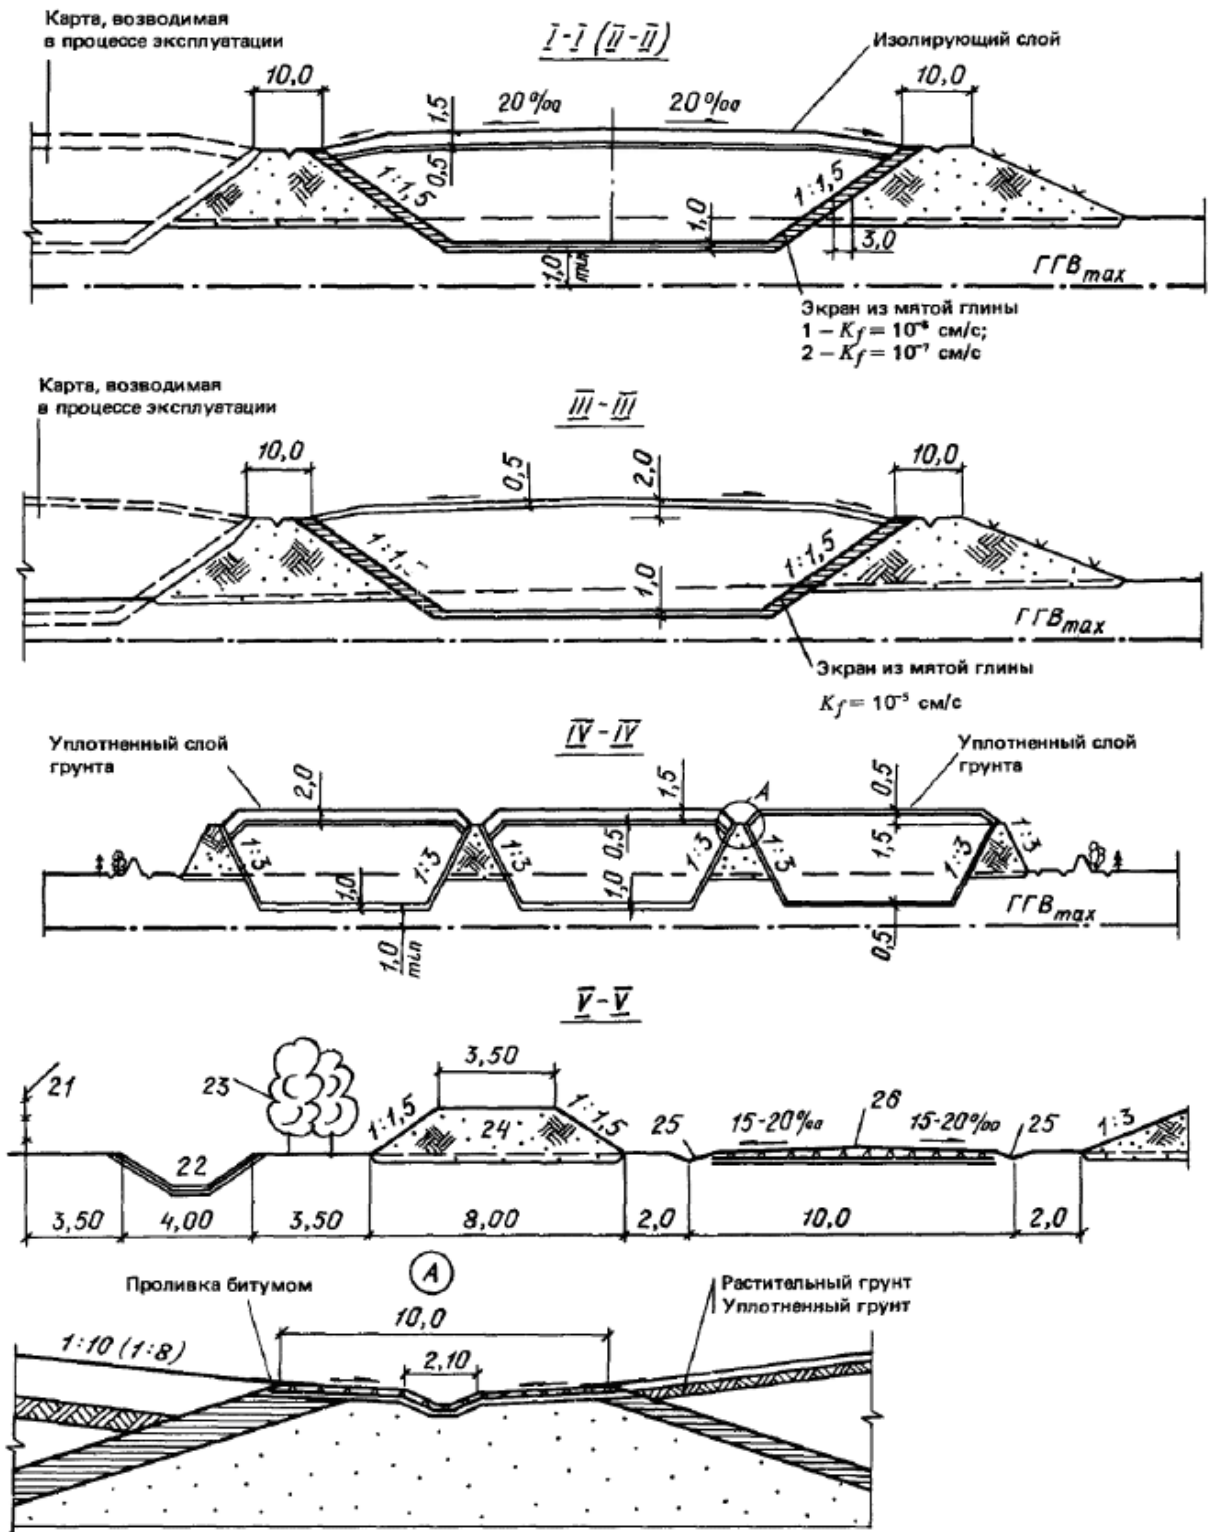 Карта, возводимая
в процессе эксплуатации
I-I (II-II)
Изолирующий слой
10,0
20‰
20‰
10,0
1,5
0,5
1:1,5
1:1,5
1,0
3,0
1,0
min
ГГВmax
Экран из мятой глины
1 – Kf = 10⁻⁶ см/с;
2 – Kf = 10⁻⁷ см/с
Карта, возводимая
в процессе эксплуатации
III-III
10,0
0,5
2,0
10,0
1:1,5
1,0
ГГВmax
Экран из мятой глины
Kf = 10⁻⁵ см/с
IV-IV
Уплотненный слой
грунта
Уплотненный слой
грунта
2,0
1,5
А
0,5
1:3
1:3
1:3
0,5
1:3
1:3
1,5
1:3
1:3
1,0
1,0
1,0
min
0,5
ГГВmax
V-V
21
23
3,50
1:1,5
24
1:1,5
25
15-20‰
26
15-20‰
25
1:3
22
3,50
4,00
3,50
8,00
2,0
10,0
2,0
А
Проливка битумом
Растительный грунт
Уплотненный грунт
10,0
1:10 (1:8)
2,10